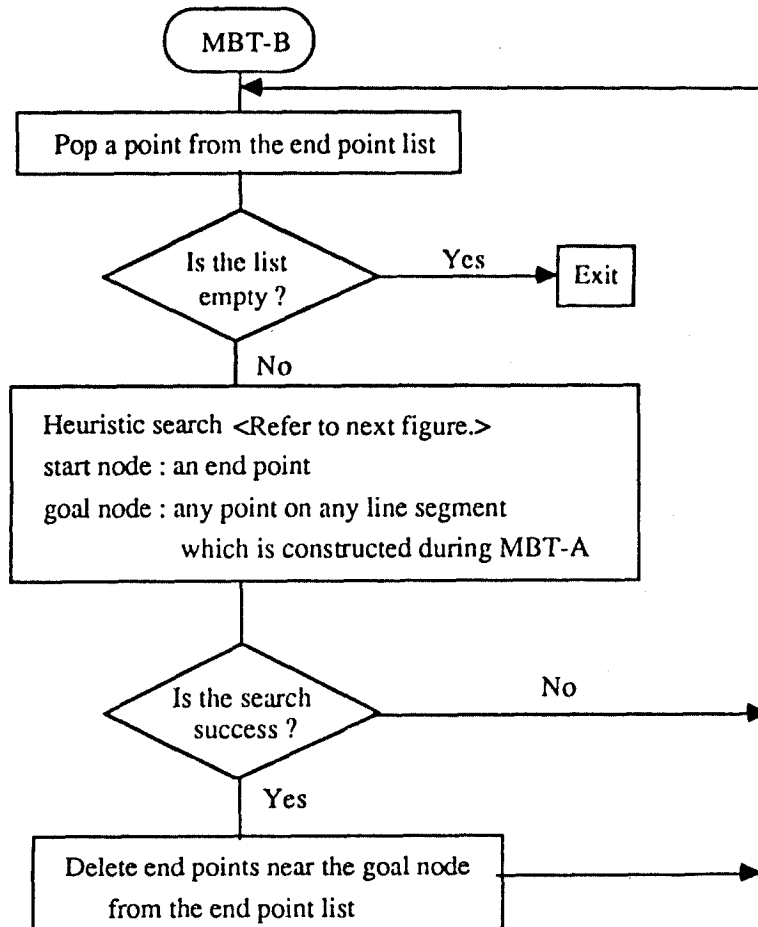 MBT-B
Pop a point from the end point list
Is the list
empty ?
Yes
Exit
No
Heuristic search <Refer to next figure.>
start node : an end point
goal node : any point on any line segment
which is constructed during MBT-A
Is the search
success ?
No
Yes
Delete end points near the goal node
from the end point list